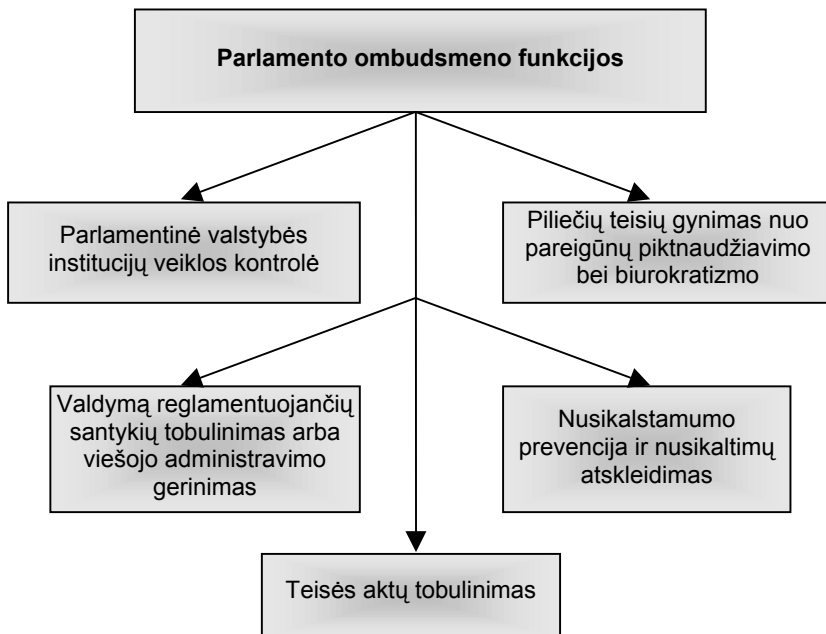 Parlamento ombudsmeno funkcijos
Parlamentinė valstybės
institucijų veiklos kontrolė
Piliečių teisių gynimas nuo
pareigūnų piktnaudžiavimo
bei biurokratizmo
Valdymą reglamentuojančių
santykių tobulinimas arba
viešojo administravimo
gerinimas
Nusikalstamumo
prevencija ir nusikaltimų
atskleidimas
Teisės aktų tobulinimas